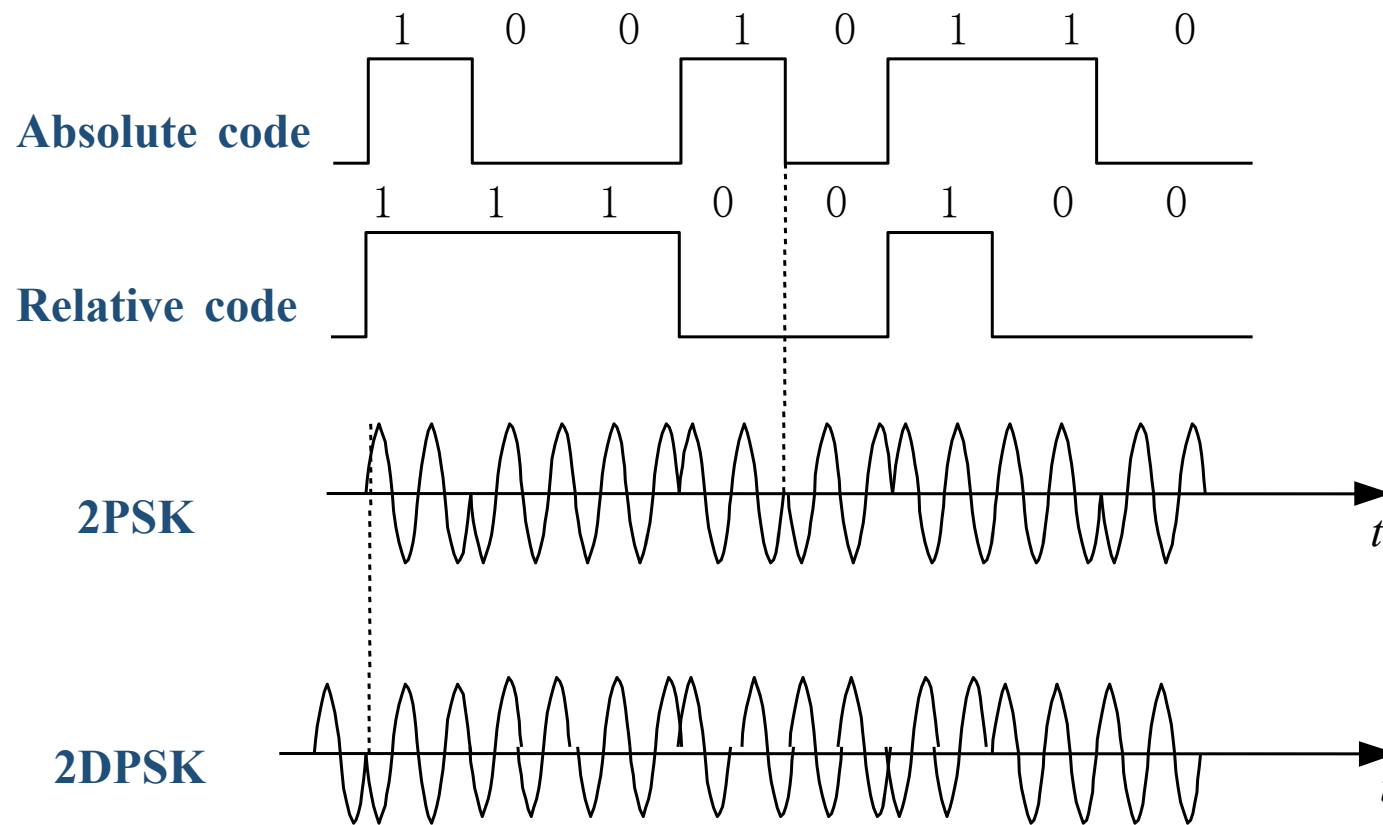 1 0 0 1 0 1 1 0
Absolute code
1 1 1 0 0 1 0 0
Relative code
2PSK
t
2DPSK
t